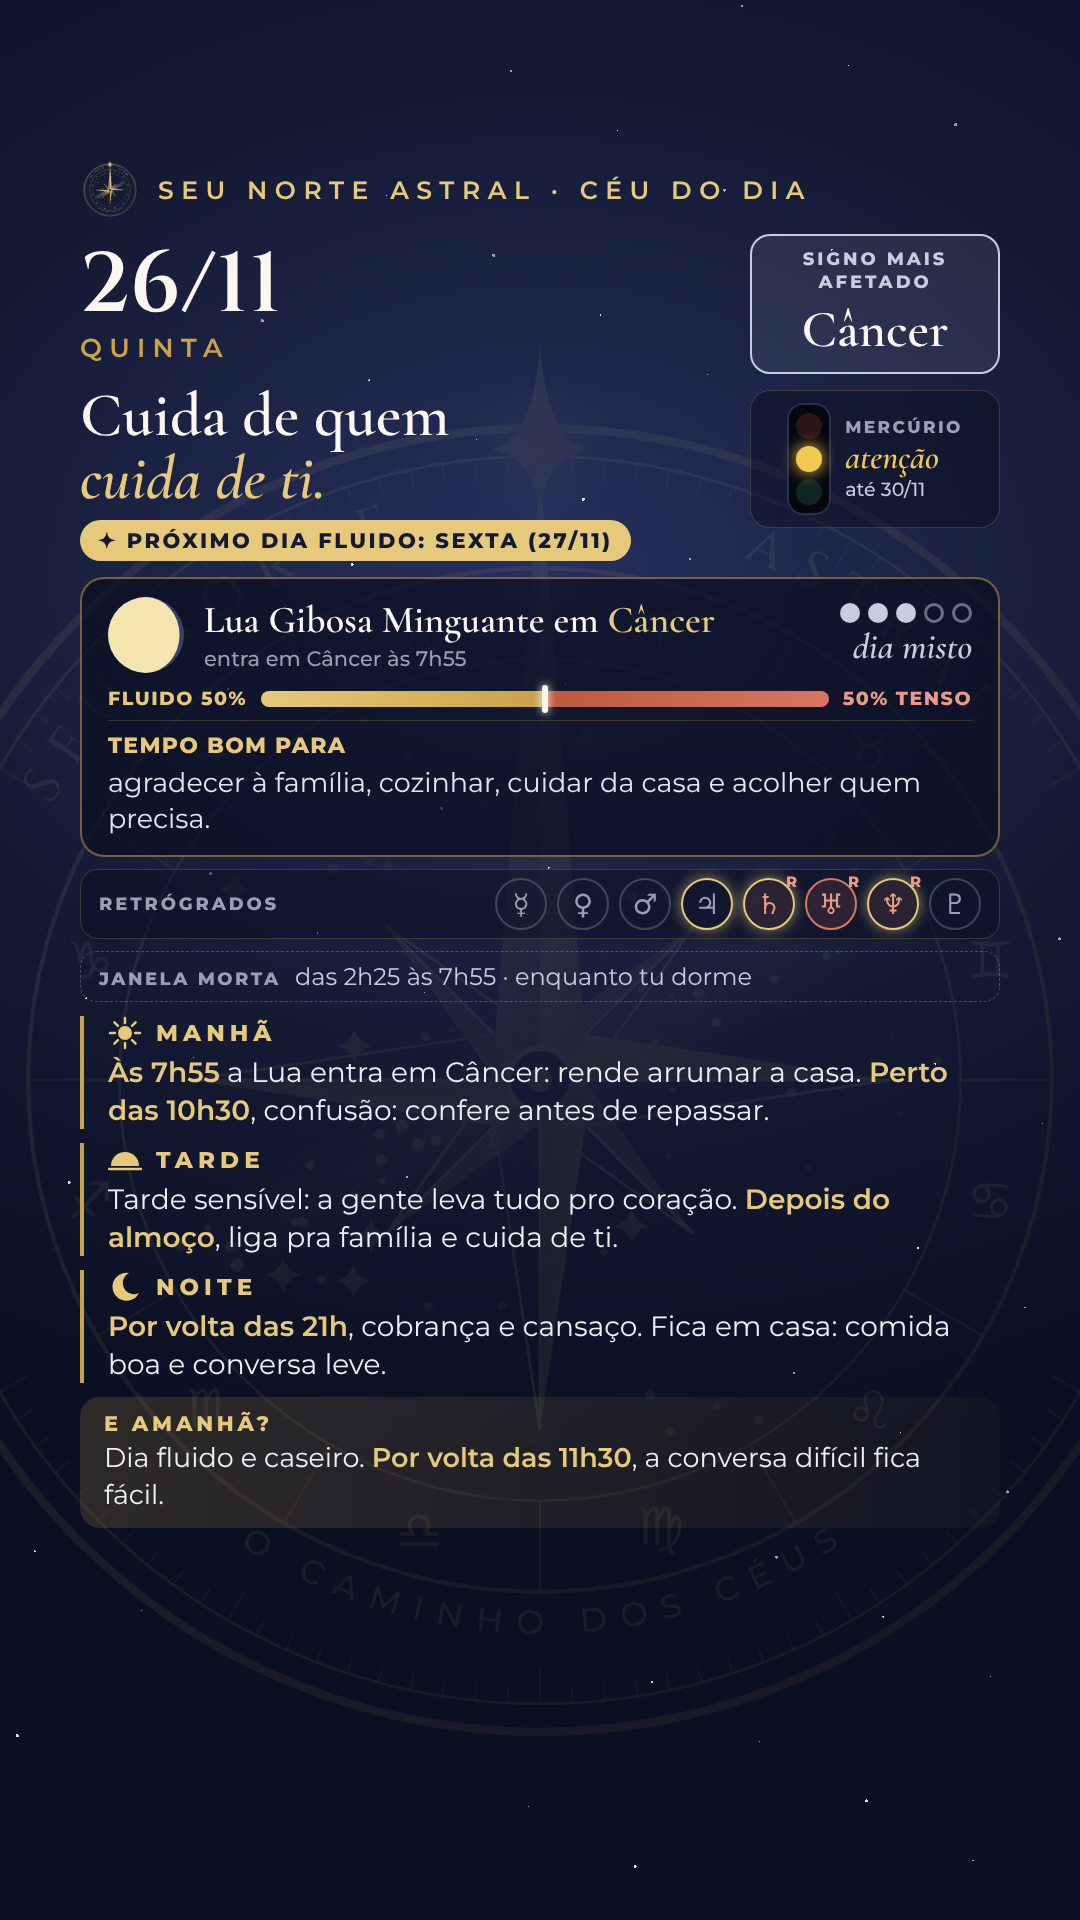 SEU NORTE ASTRAL · CÉU DO DIA
26/11
QUINTA
SIGNO MAIS
AFETADO
Câncer
Cuida de quem
cuida de ti.
MERCÚRIO
atenção
até 30/11
✦ PRÓXIMO DIA FLUIDO: SEXTA (27/11)
Lua Gibosa Minguante em Câncer
entra em Câncer às 7h55
dia misto
FLUIDO 50%
50% TENSO
TEMPO BOM PARA
agradecer à família, cozinhar, cuidar da casa e acolher quem
precisa.
RETRÓGRADOS
☿ ♀ ♂ ♃ ♄ R ♅ R ♆ R ♇
JANELA MORTA das 2h25 às 7h55 · enquanto tu dorme
MANHÃ
Às 7h55 a Lua entra em Câncer: rende arrumar a casa. Perto
das 10h30, confusão: confere antes de repassar.
TARDE
Tarde sensível: a gente leva tudo pro coração. Depois do
almoço, liga pra família e cuida de ti.
NOITE
Por volta das 21h, cobrança e cansaço. Fica em casa: comida
boa e conversa leve.
E AMANHÃ?
Dia fluido e caseiro. Por volta das 11h30, a conversa difícil fica
fácil.
O CAMINHO DOS CÉUS